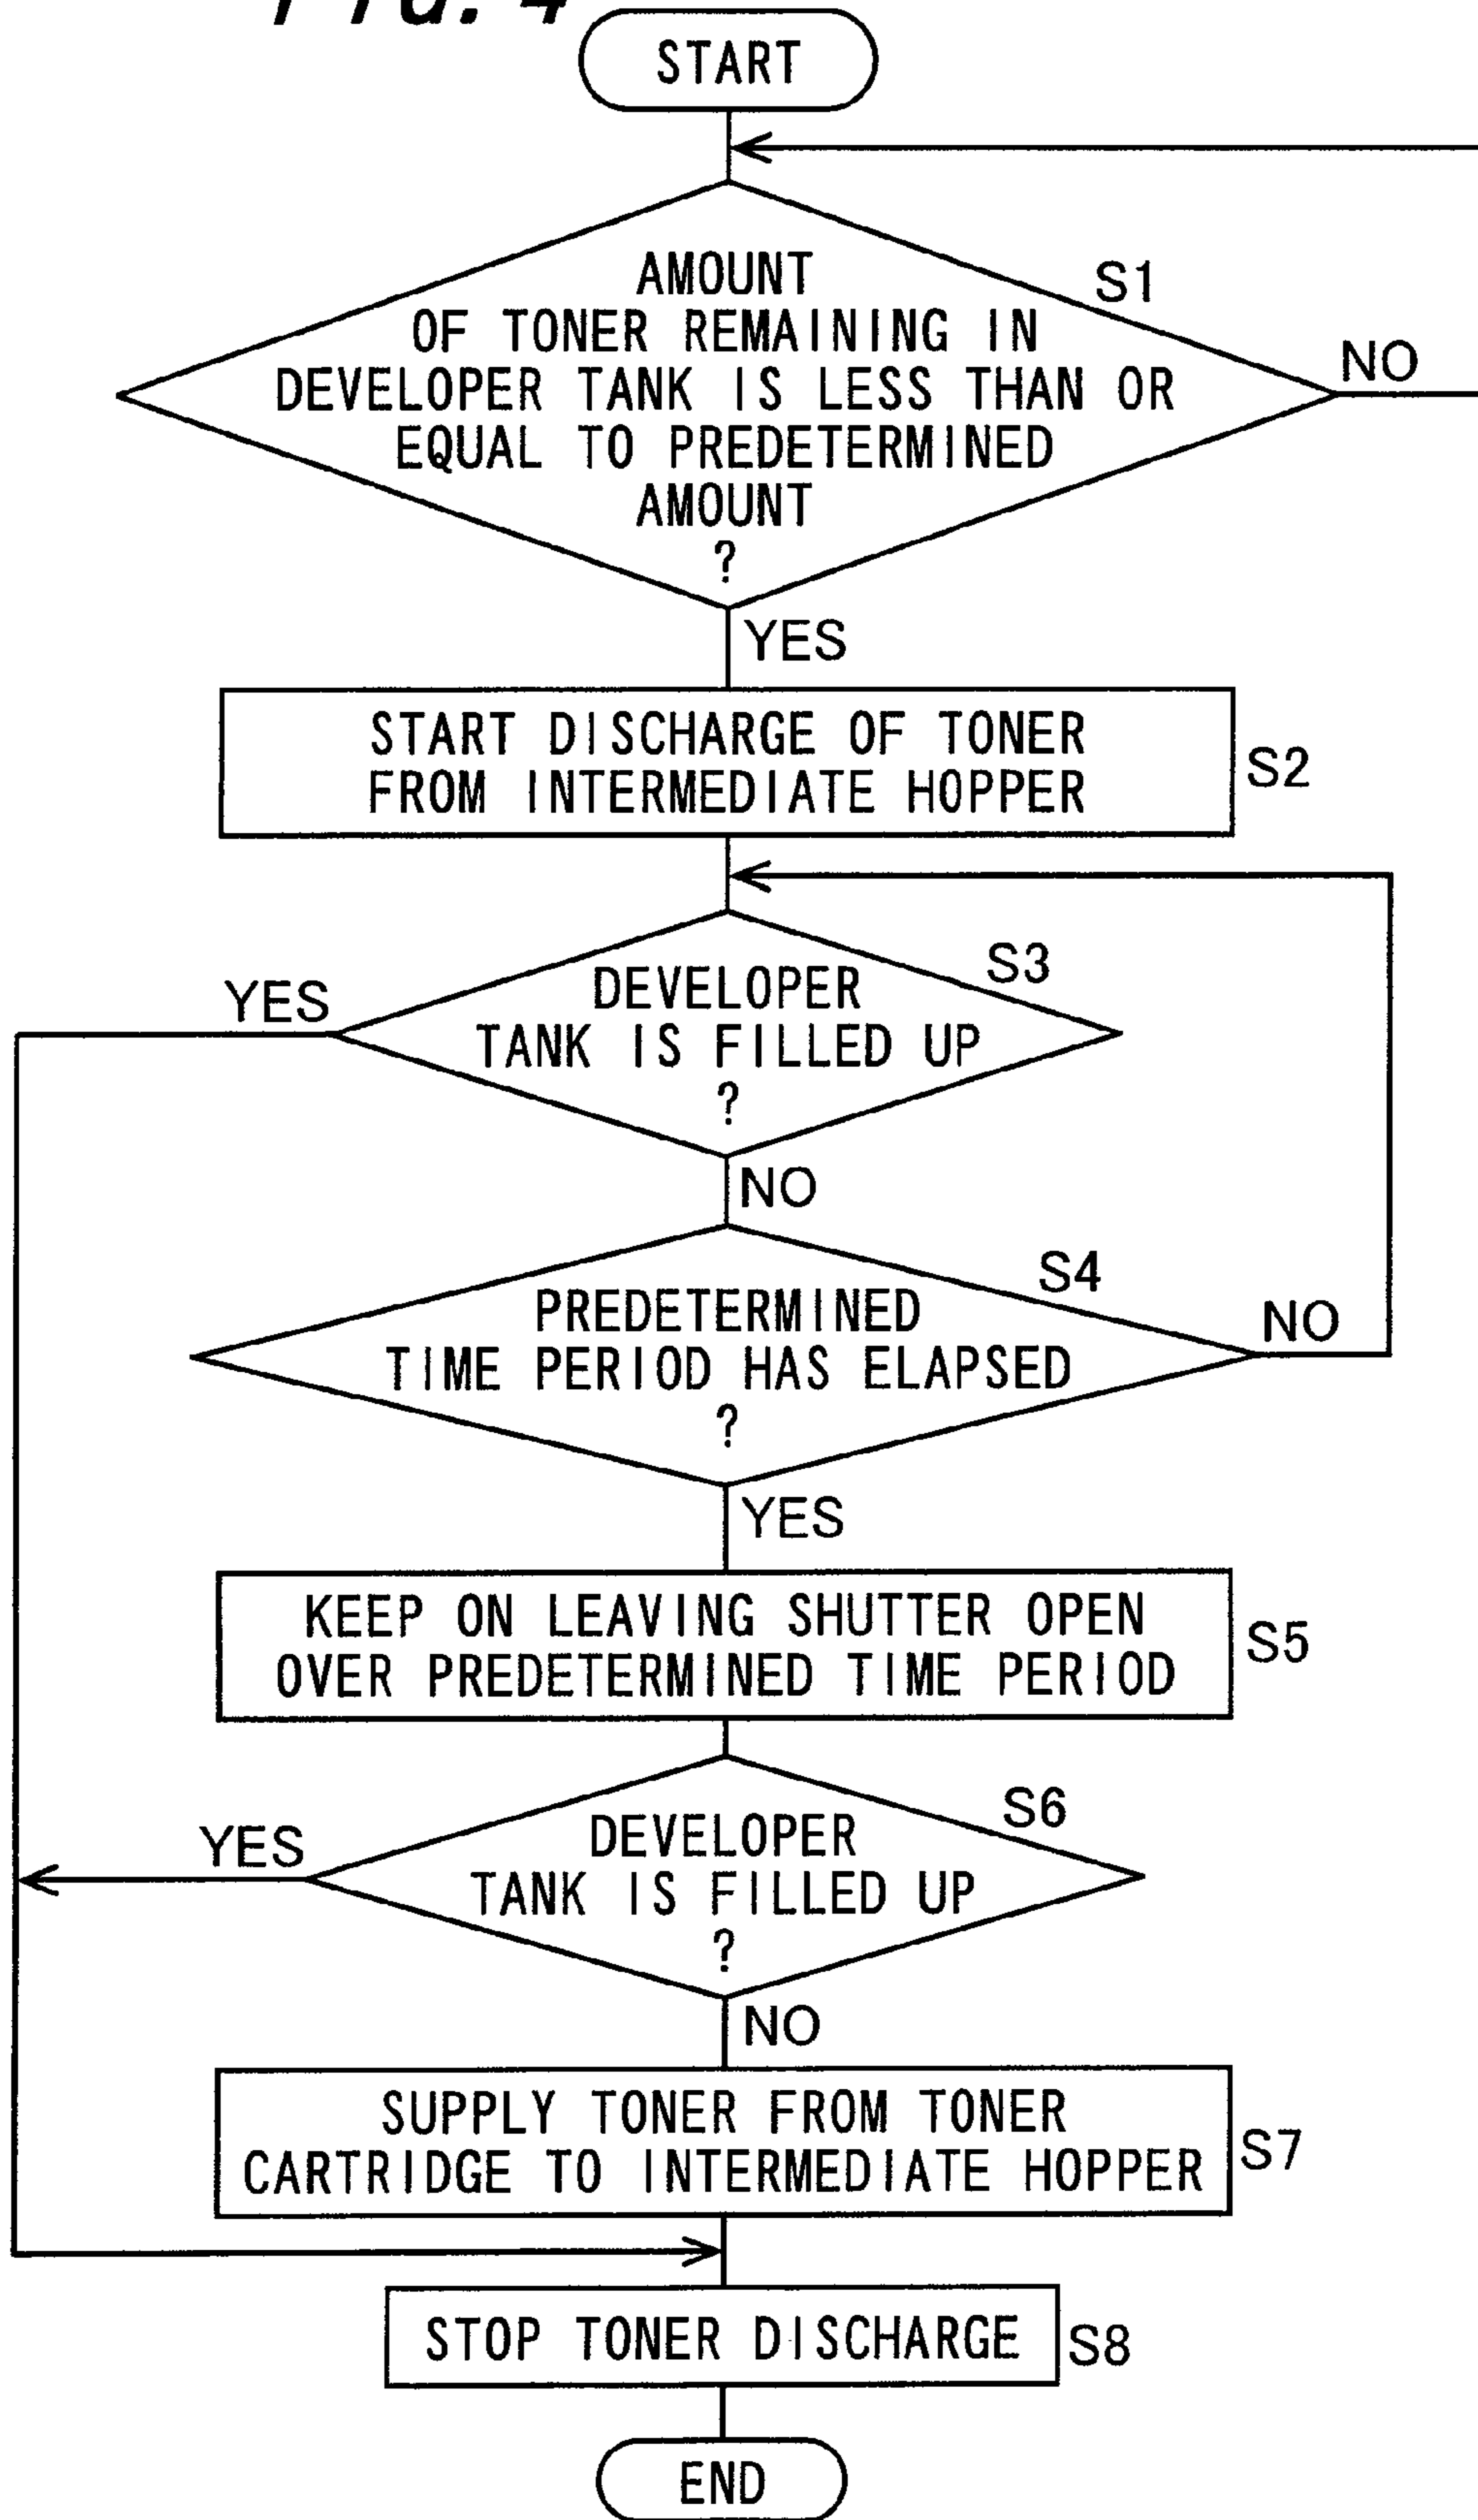 FIG. 4
START
AMOUNT
OF TONER REMAINING IN
DEVELOPER TANK IS LESS THAN OR
EQUAL TO PREDETERMINED
AMOUNT
?
S1
NO
YES
START DISCHARGE OF TONER
FROM INTERMEDIATE HOPPER
S2
DEVELOPER
TANK IS FILLED UP
?
S3
YES
NO
PREDETERMINED
TIME PERIOD HAS ELAPSED
?
S4
NO
YES
KEEP ON LEAVING SHUTTER OPEN
OVER PREDETERMINED TIME PERIOD
S5
DEVELOPER
TANK IS FILLED UP
?
S6
YES
NO
SUPPLY TONER FROM TONER
CARTRIDGE TO INTERMEDIATE HOPPER
S7
STOP TONER DISCHARGE
S8
END